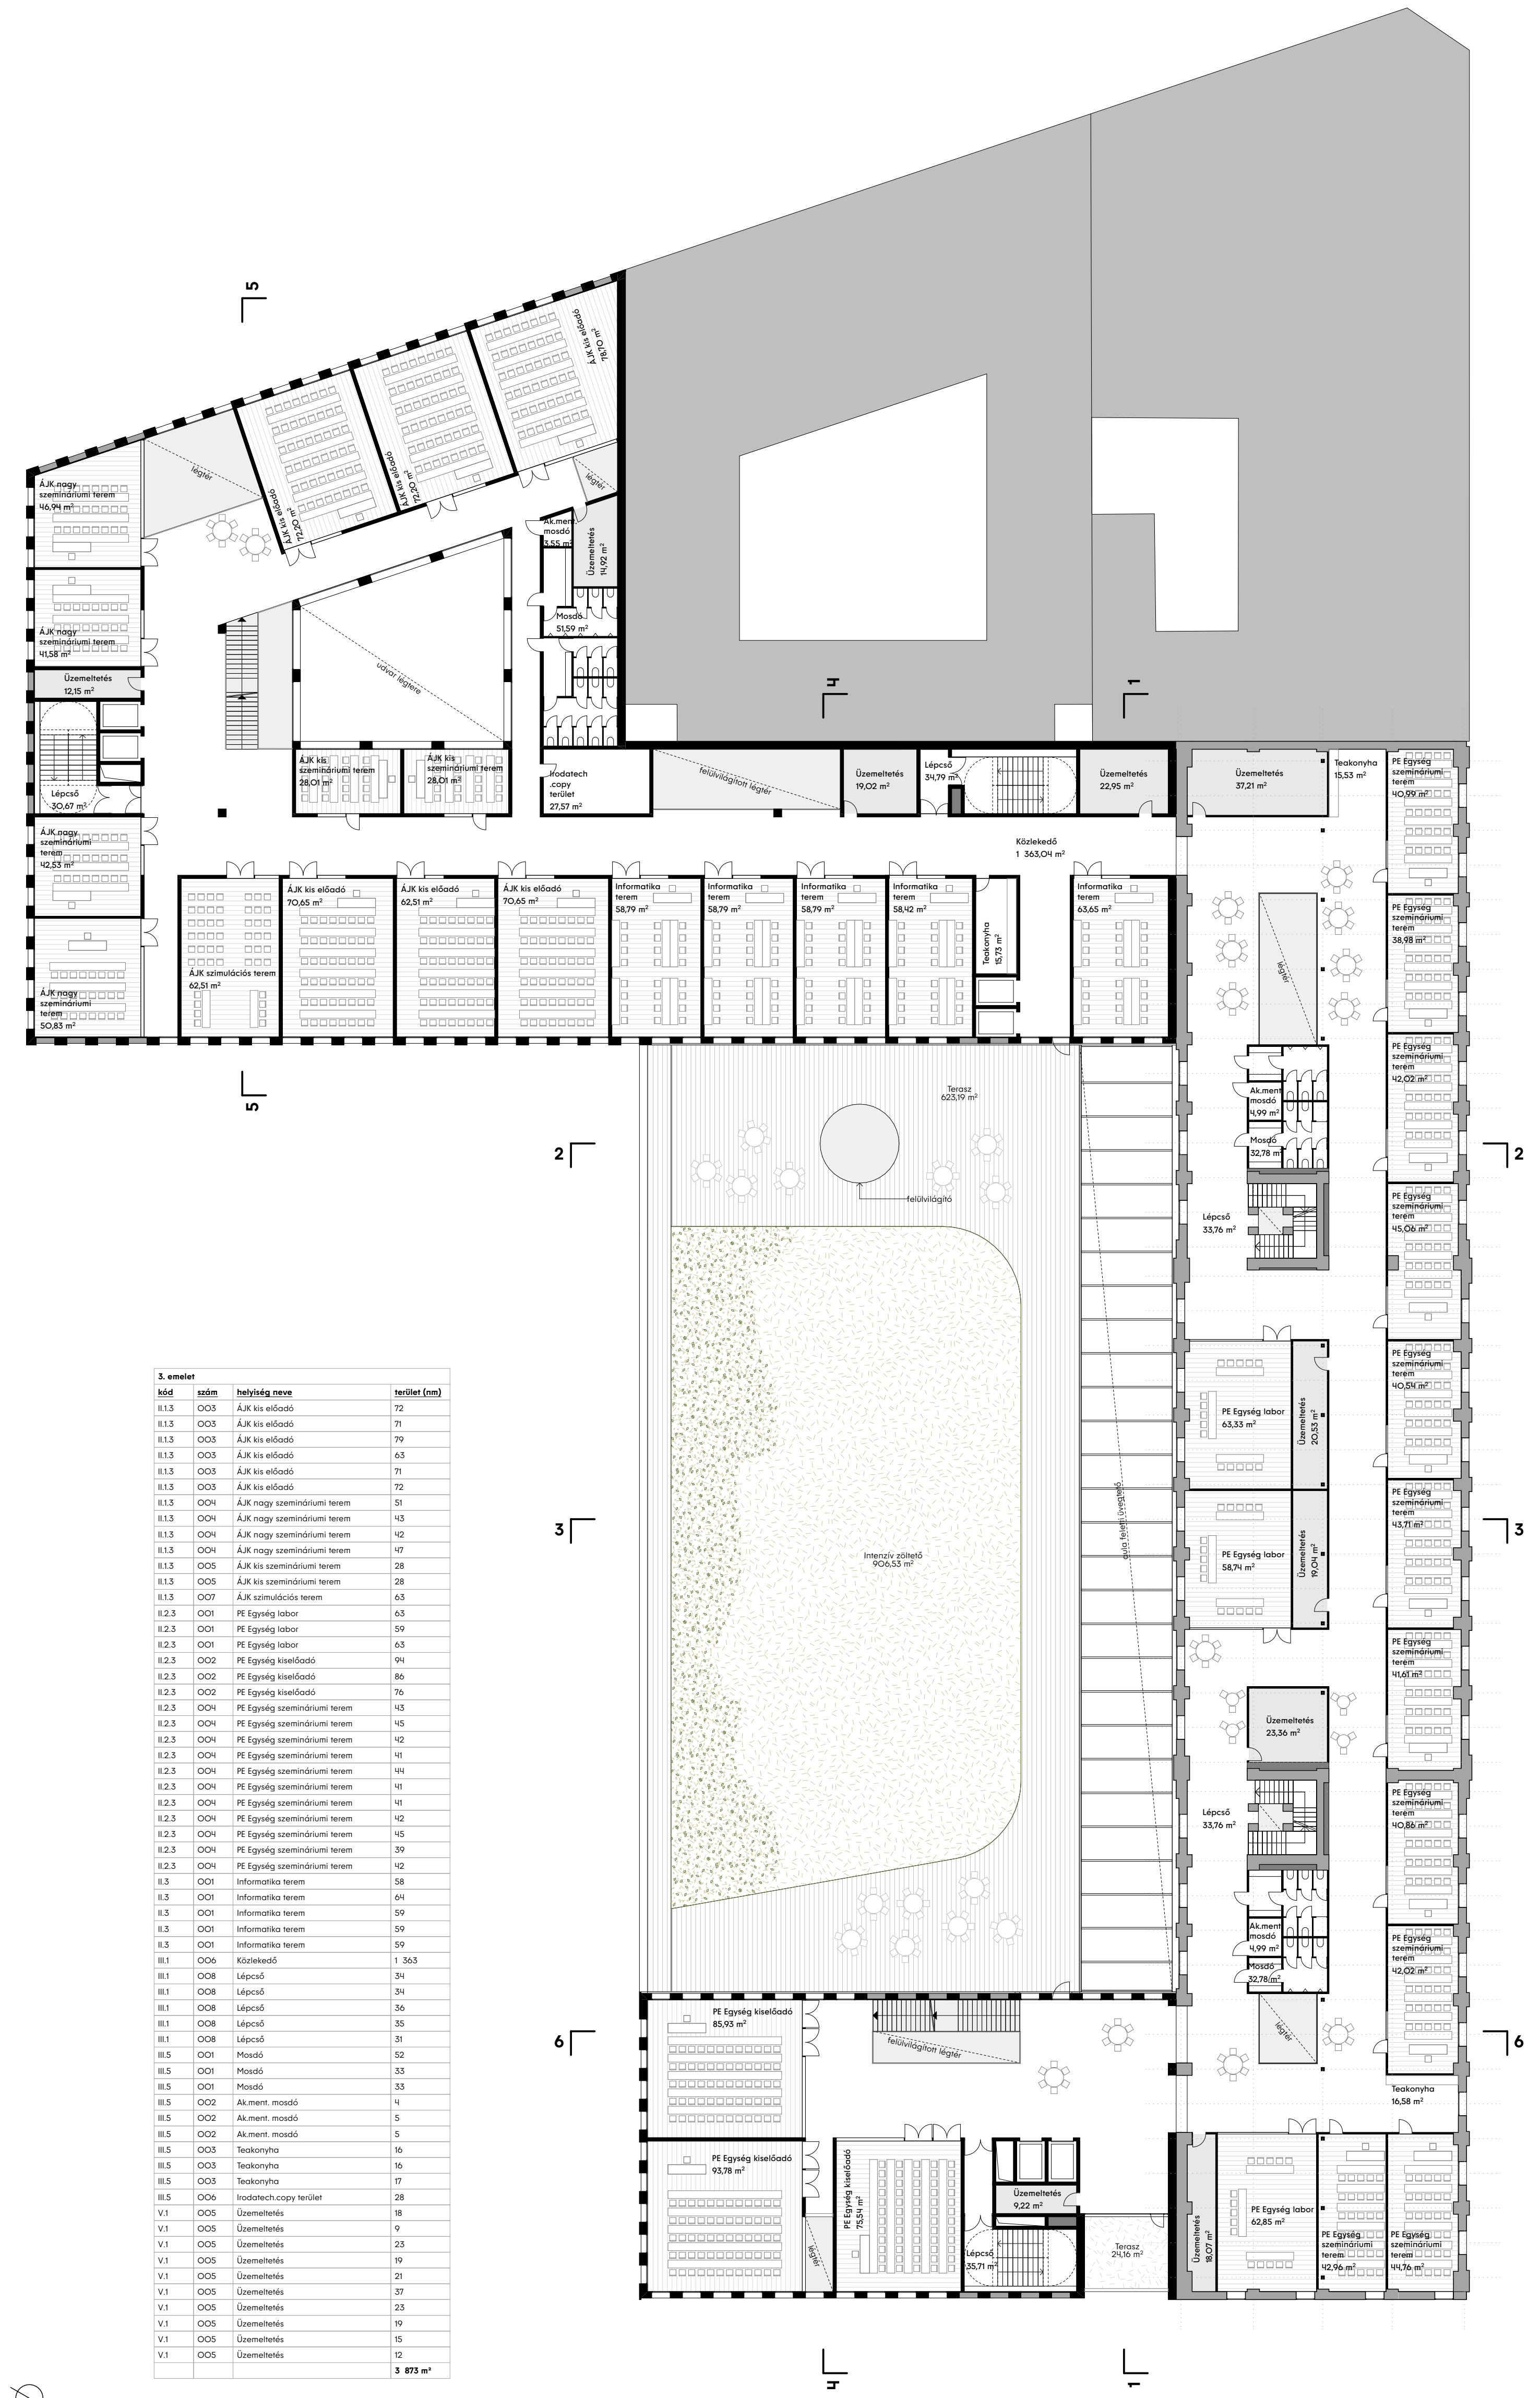 5
ÁJK kis előadó
78,70 m²
ÁJK kis előadó
72,20 m²
ÁJK kis előadó
72,20 m²
légtér
légtér
ÁJK nagy
szemináriumi terem
46,94 m²
Ak.ment.
mosdó
3,55 m²
Üzemeltetés
14,92 m²
Mosdó
51,59 m²
ÁJK nagy
szemináriumi terem
41,58 m²
udvar légtere
Üzemeltetés
12,15 m²
4
1
Lépcső
30,67 m²
ÁJK kis
szemináriumi terem
28,01 m²
ÁJK kis
szemináriumi terem
28,01 m²
Irodatech
.copy
terület
27,57 m²
felülvilágított légtér
Üzemeltetés
19,02 m²
Lépcső
34,79 m²
Üzemeltetés
22,95 m²
Üzemeltetés
37,21 m²
Teakonyha
15,53 m²
PE Egység
szemináriumi
terem
40,99 m²
ÁJK nagy
szemináriumi
terem
42,53 m²
Közlekedő
1 363,04 m²
ÁJK nagy
szemináriumi
terem
50,83 m²
ÁJK szimulációs terem
62,51 m²
ÁJK kis előadó
70,65 m²
ÁJK kis előadó
62,51 m²
ÁJK kis előadó
70,65 m²
Informatika
terem
58,79 m²
Informatika
terem
58,79 m²
Informatika
terem
58,79 m²
Informatika
terem
58,42 m²
Teakonyha
15,73 m²
Informatika
terem
63,65 m²
légtér
PE Egység
szemináriumi
terem
38,98 m²
PE Egység
szemináriumi
terem
42,02 m²
5
Terasz
623,19 m²
Ak.ment.
mosdó
4,99 m²
Mosdó
32,78 m²
2
2
felülvilágító
Lépcső
33,76 m²
PE Egység
szemináriumi
terem
45,06 m²
PE Egység
szemináriumi
terem
40,54 m²
PE Egység labor
63,33 m²
Üzemeltetés
20,53 m²
aula feletti üvegtető
3
3
PE Egység
szemináriumi
terem
43,71 m²
Intenzív zöltető
906,53 m²
PE Egység labor
58,74 m²
Üzemeltetés
19,04 m²
PE Egység
szemináriumi
terem
41,61 m²
Üzemeltetés
23,36 m²
Lépcső
33,76 m²
PE Egység
szemináriumi
terem
40,86 m²
Ak.ment.
mosdó
4,99 m²
Mosdó
32,78 m²
PE Egység
szemináriumi
terem
42,02 m²
légtér
6
6
PE Egység kiselőadó
85,93 m²
felülvilágított légtér
Teakonyha
16,58 m²
PE Egység kiselőadó
93,78 m²
légtér
PE Egység kiselőadó
75,54 m²
Üzemeltetés
9,22 m²
Lépcső
35,71 m²
Terasz
24,16 m²
Üzemeltetés
18,07 m²
PE Egység labor
62,85 m²
PE Egység
szemináriumi
terem
42,96 m²
PE Egység
szemináriumi
terem
44,76 m²
4
1
3. emelet
kód szám helyiség neve terület (nm)
II.1.3 003 ÁJK kis előadó 72
II.1.3 003 ÁJK kis előadó 71
II.1.3 003 ÁJK kis előadó 79
II.1.3 003 ÁJK kis előadó 63
II.1.3 003 ÁJK kis előadó 71
II.1.3 003 ÁJK kis előadó 72
II.1.3 004 ÁJK nagy szemináriumi terem 51
II.1.3 004 ÁJK nagy szemináriumi terem 43
II.1.3 004 ÁJK nagy szemináriumi terem 42
II.1.3 004 ÁJK nagy szemináriumi terem 47
II.1.3 005 ÁJK kis szemináriumi terem 28
II.1.3 005 ÁJK kis szemináriumi terem 28
II.1.3 007 ÁJK szimulációs terem 63
II.2.3 001 PE Egység labor 63
II.2.3 001 PE Egység labor 59
II.2.3 001 PE Egység labor 63
II.2.3 002 PE Egység kiselőadó 94
II.2.3 002 PE Egység kiselőadó 86
II.2.3 002 PE Egység kiselőadó 76
II.2.3 004 PE Egység szemináriumi terem 43
II.2.3 004 PE Egység szemináriumi terem 45
II.2.3 004 PE Egység szemináriumi terem 42
II.2.3 004 PE Egység szemináriumi terem 41
II.2.3 004 PE Egység szemináriumi terem 44
II.2.3 004 PE Egység szemináriumi terem 41
II.2.3 004 PE Egység szemináriumi terem 41
II.2.3 004 PE Egység szemináriumi terem 42
II.2.3 004 PE Egység szemináriumi terem 45
II.2.3 004 PE Egység szemináriumi terem 39
II.2.3 004 PE Egység szemináriumi terem 42
II.3 001 Informatika terem 58
II.3 001 Informatika terem 64
II.3 001 Informatika terem 59
II.3 001 Informatika terem 59
II.3 001 Informatika terem 59
III.1 006 Közlekedő 1 363
III.1 008 Lépcső 34
III.1 008 Lépcső 34
III.1 008 Lépcső 36
III.1 008 Lépcső 35
III.1 008 Lépcső 31
III.5 001 Mosdó 52
III.5 001 Mosdó 33
III.5 001 Mosdó 33
III.5 002 Ak.ment. mosdó 4
III.5 002 Ak.ment. mosdó 5
III.5 002 Ak.ment. mosdó 5
III.5 003 Teakonyha 16
III.5 003 Teakonyha 16
III.5 003 Teakonyha 17
III.5 006 Irodatech.copy terület 28
V.1 005 Üzemeltetés 18
V.1 005 Üzemeltetés 9
V.1 005 Üzemeltetés 23
V.1 005 Üzemeltetés 19
V.1 005 Üzemeltetés 21
V.1 005 Üzemeltetés 37
V.1 005 Üzemeltetés 23
V.1 005 Üzemeltetés 19
V.1 005 Üzemeltetés 15
V.1 005 Üzemeltetés 12
3 873 m²